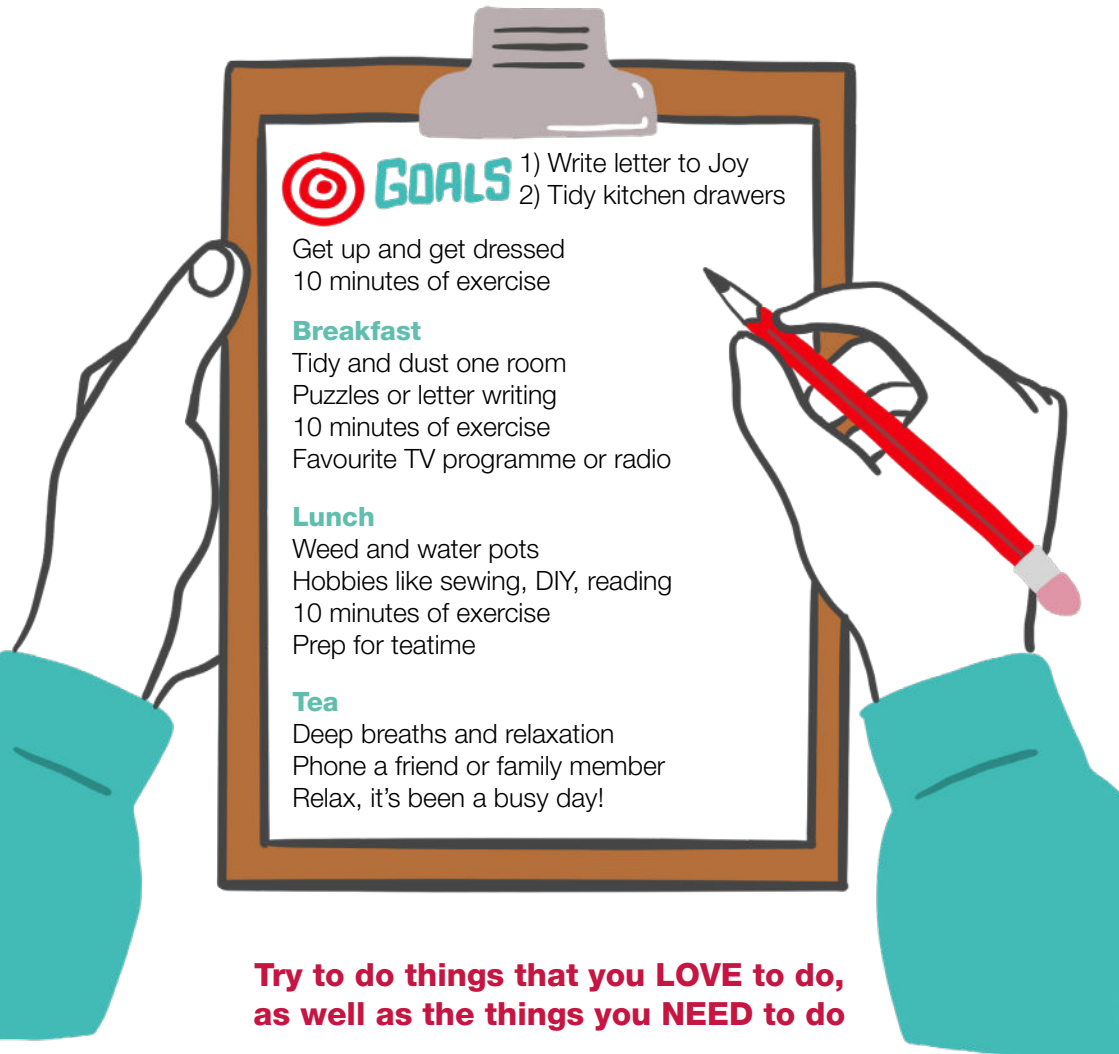 GOALS
1) Write letter to Joy
2) Tidy kitchen drawers
Get up and get dressed
10 minutes of exercise
Breakfast
Tidy and dust one room
Puzzles or letter writing
10 minutes of exercise
Favourite TV programme or radio
Lunch
Weed and water pots
Hobbies like sewing, DIY, reading
10 minutes of exercise
Prep for teatime
Tea
Deep breaths and relaxation
Phone a friend or family member
Relax, it’s been a busy day!
Try to do things that you LOVE to do,
as well as the things you NEED to do